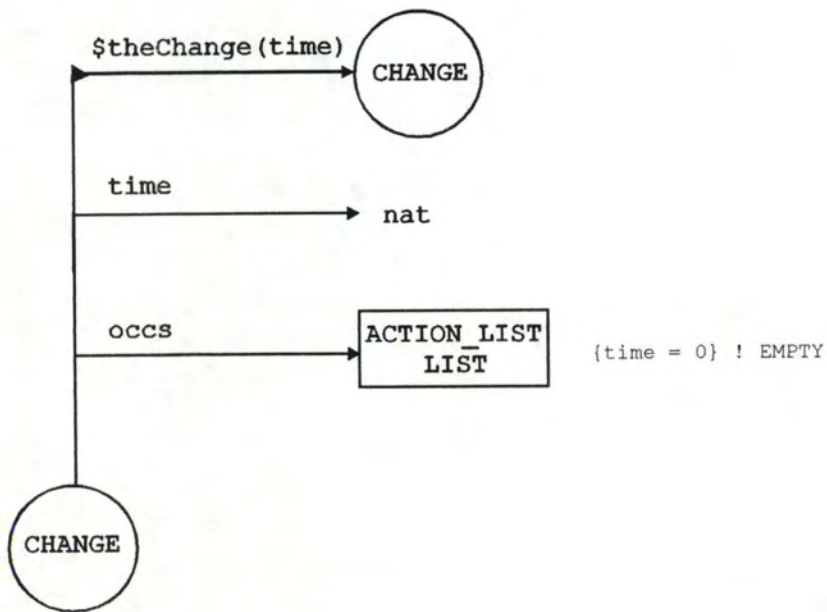 $theChange(time)
CHANGE
time
nat
occs
ACTION_LIST
LIST
{time = 0} ! EMPTY
CHANGE